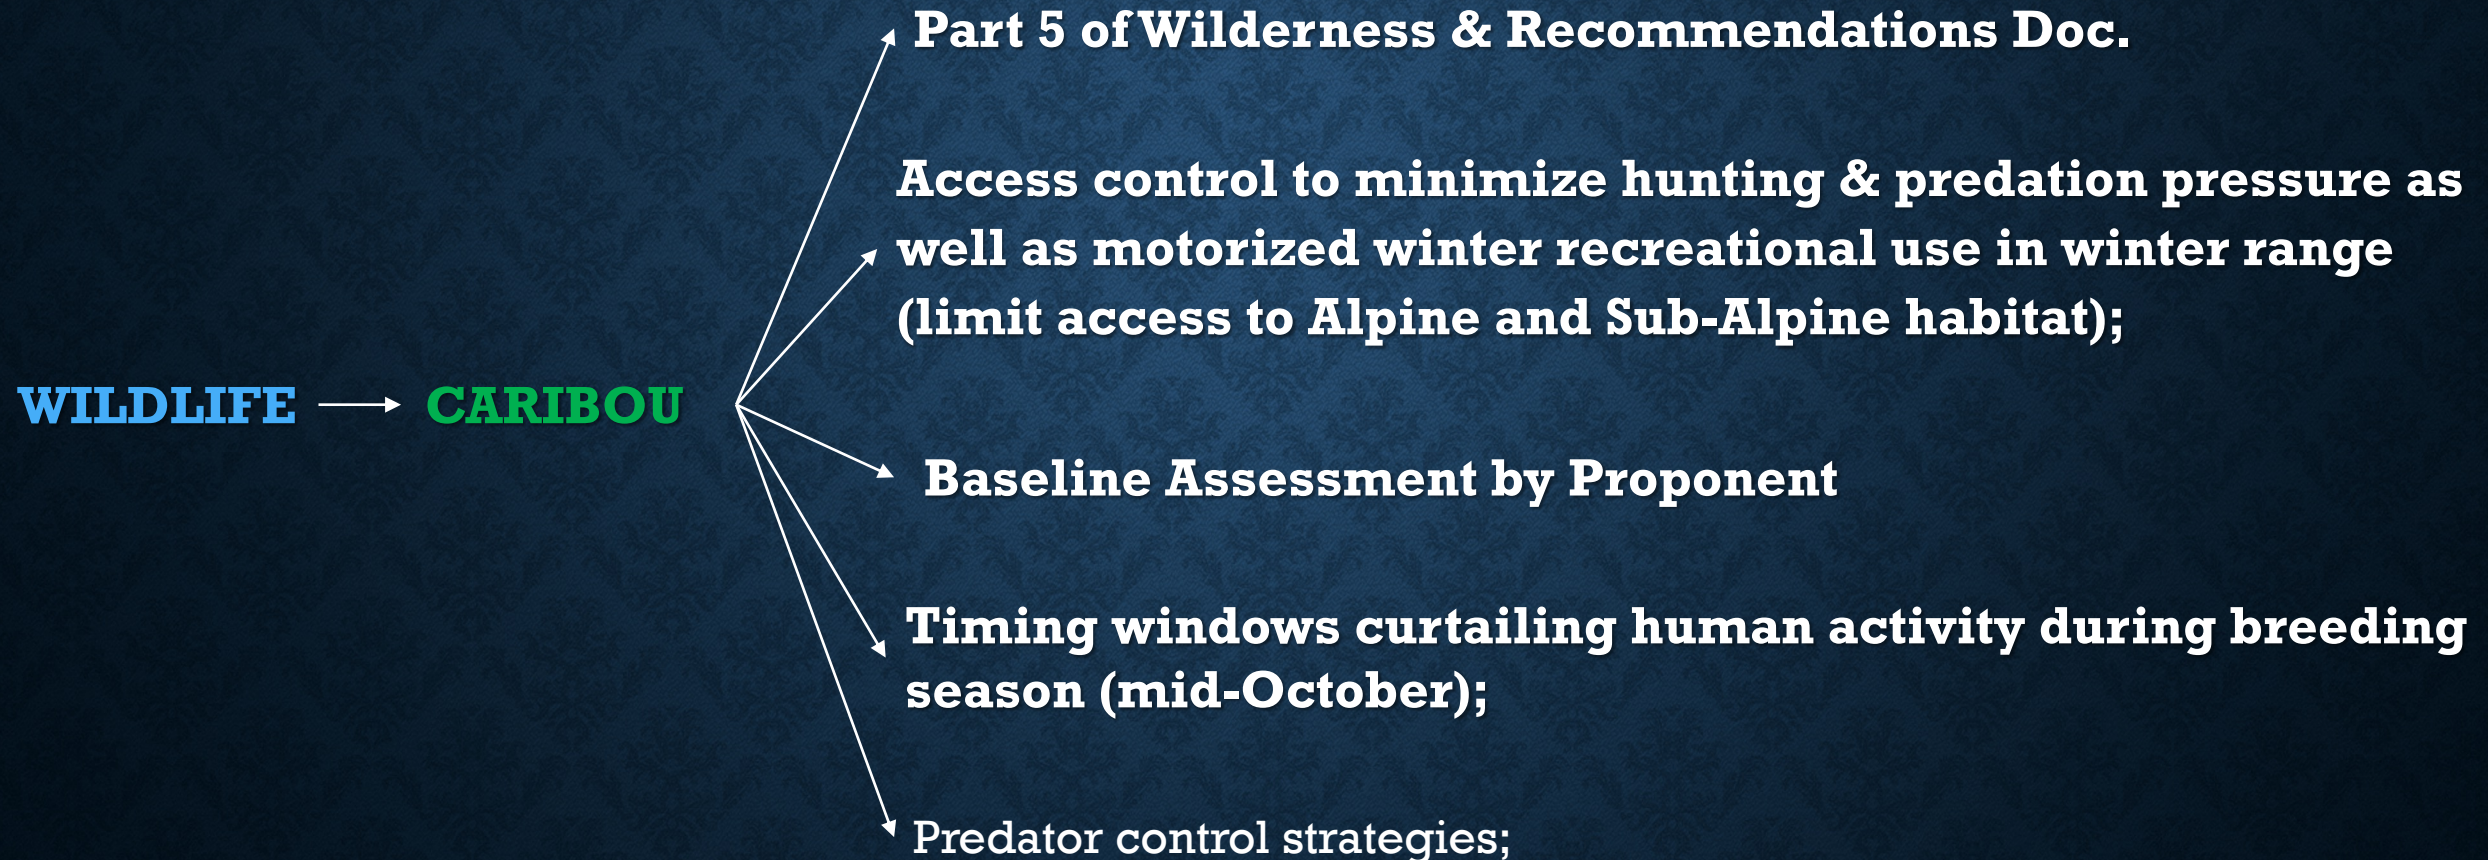 Part 5 of Wilderness & Recommendations Doc.
Access control to minimize hunting & predation pressure as
well as motorized winter recreational use in winter range
(limit access to Alpine and Sub-Alpine habitat);
WILDLIFE
CARIBOU
Baseline Assessment by Proponent
Timing windows curtailing human activity during breeding
season (mid-October);
Predator control strategies;